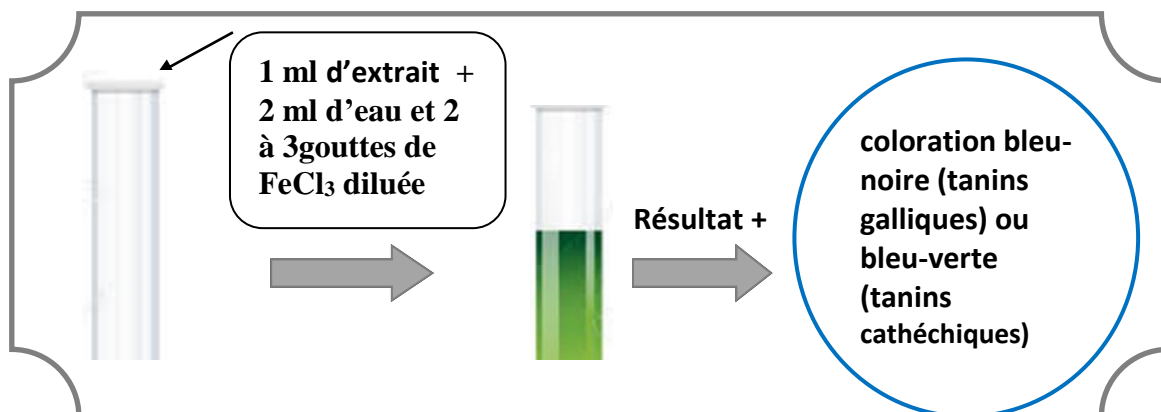 1 ml d'extrait +
2 ml d'eau et 2
à 3gouttes de
FeCl₃ diluée
Résultat +
coloration bleu-
noire (tanins
galliques) ou
bleu-verte
(tanins
cathéchiques)